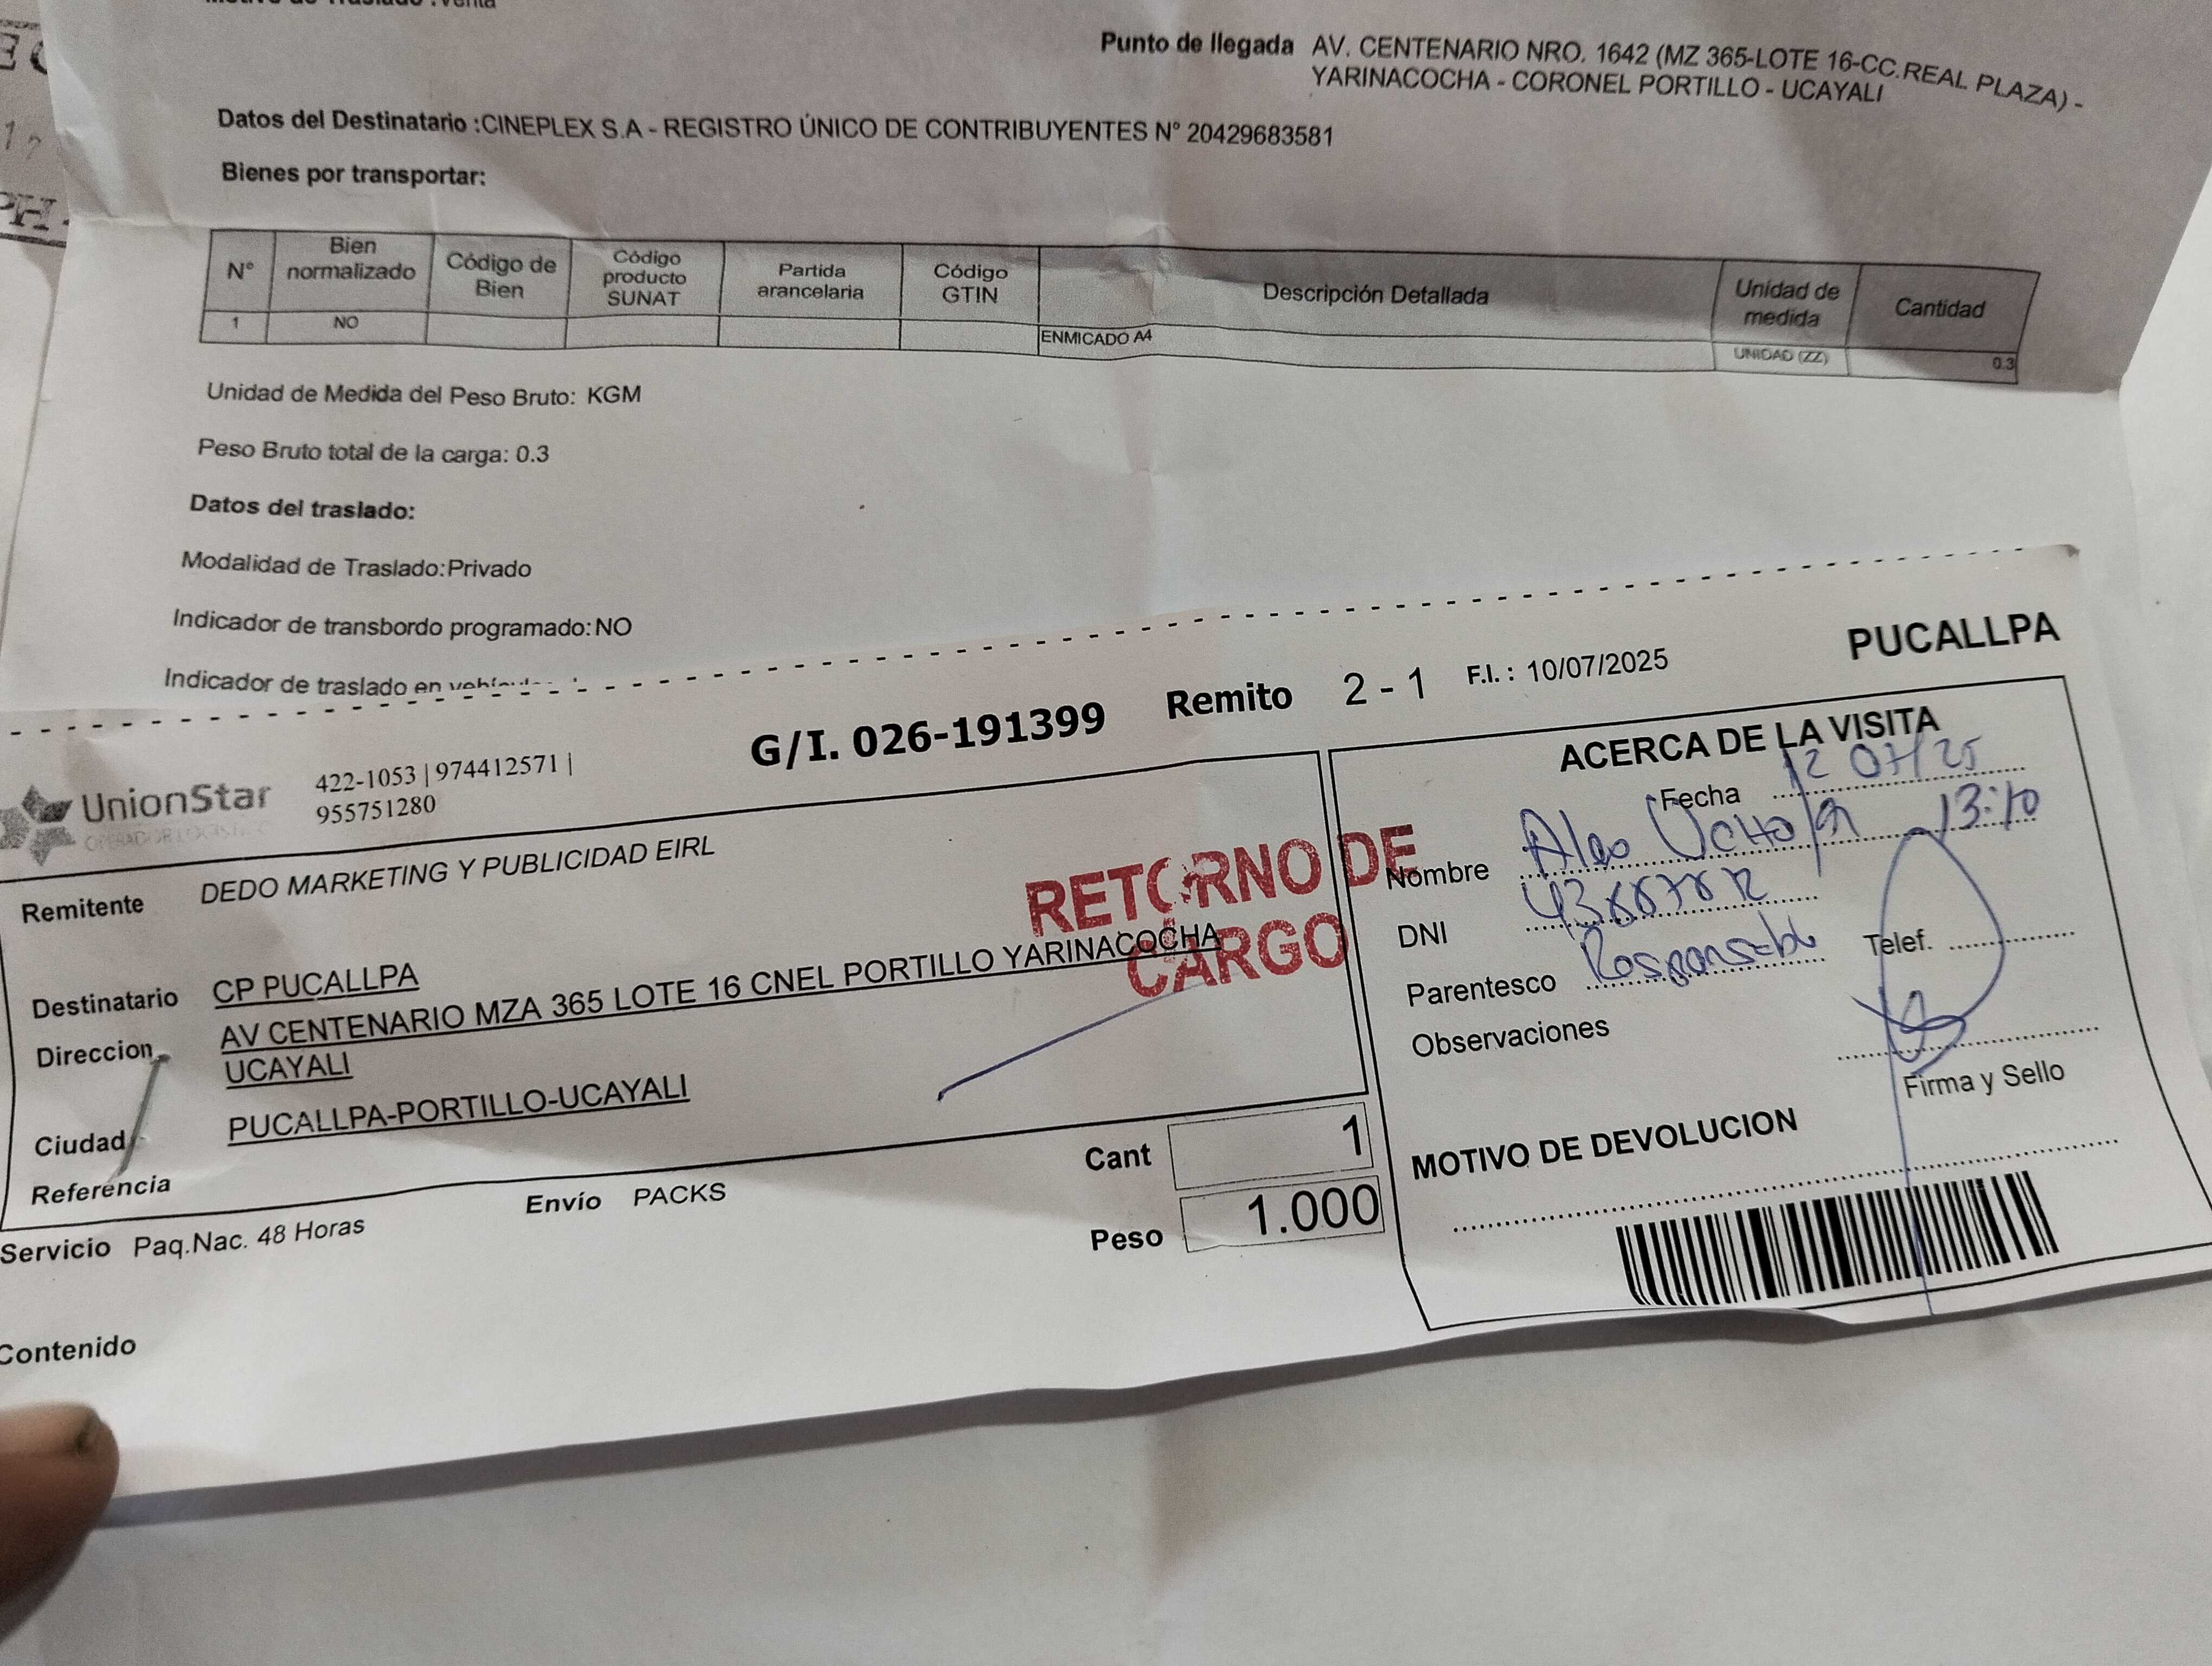 Punto de llegada AV. CENTENARIO NRO. 1642 (MZ 365-LOTE 16-CC.REAL PLAZA) -
YARINACOCHA - CORONEL PORTILLO - UCAYALI
Datos del Destinatario :CINEPLEX S.A - REGISTRO ÚNICO DE CONTRIBUYENTES N° 20429683581
Bienes por transportar:
N° Bien normalizado Código de Bien Código producto SUNAT Partida arancelaria Código GTIN Descripción Detallada Unidad de medida Cantidad
1 NO ENMICADO A4 UNIDAD (ZZ) 0.3
Unidad de Medida del Peso Bruto: KGM
Peso Bruto total de la carga: 0.3
Datos del traslado:
Modalidad de Traslado:Privado
Indicador de transbordo programado:NO
Indicador de traslado en
G/I. 026-191399 Remito 2 - 1 F.I. : 10/07/2025 PUCALLPA
UnionStar
OPERADOR LOGISTICO
422-1053 | 974412571 |
955751280
Remitente DEDO MARKETING Y PUBLICIDAD EIRL
RETORNO DE
CARGO
Destinatario CP PUCALLPA
Direccion AV CENTENARIO MZA 365 LOTE 16 CNEL PORTILLO YARINACOCHA
UCAYALI
Ciudad PUCALLPA-PORTILLO-UCAYALI
Referencia
Servicio Paq.Nac. 48 Horas
Envío PACKS
Cant 1
Peso 1.000
Contenido
ACERCA DE LA VISITA
Fecha 12 07/25
13:10
Nombre
DNI
Parentesco Responsable Telef.
Observaciones
Firma y Sello
MOTIVO DE DEVOLUCION